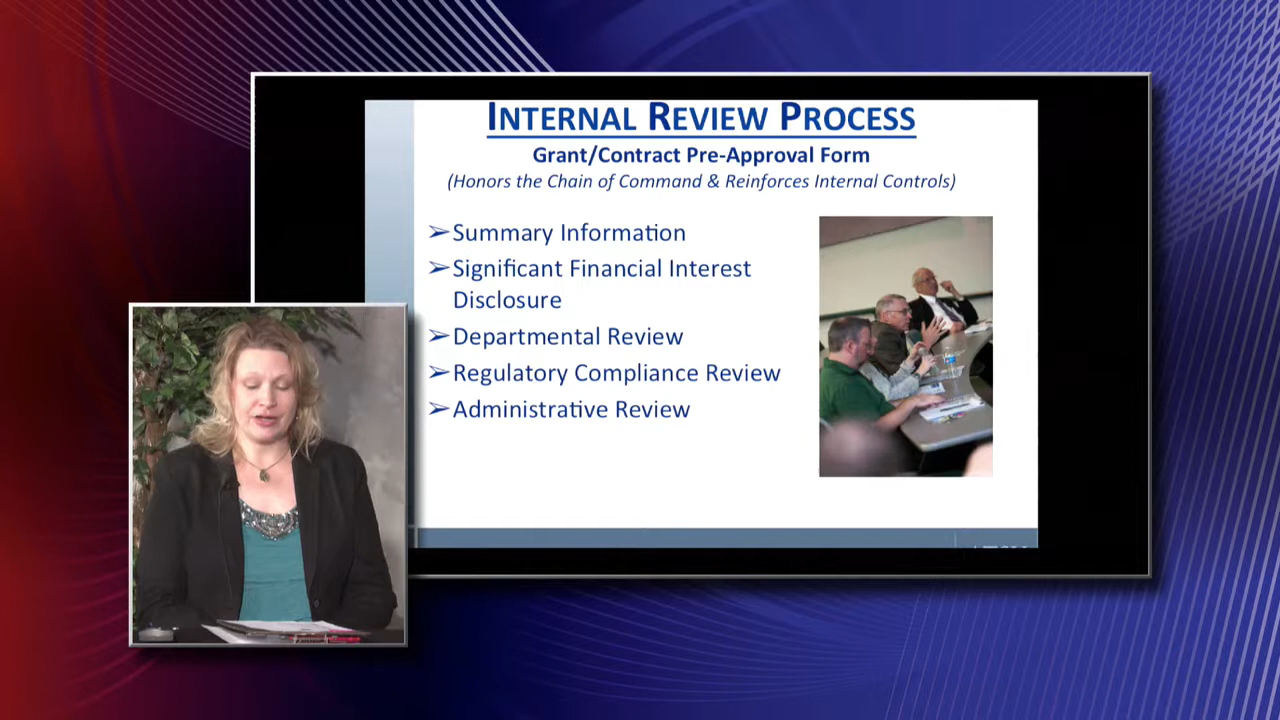 INTERNAL REVIEW PROCESS
Grant/Contract Pre-Approval Form
(Honors the Chain of Command & Reinforces Internal Controls)
➢Summary Information
➢Significant Financial Interest
Disclosure
➢Departmental Review
➢Regulatory Compliance Review
➢Administrative Review